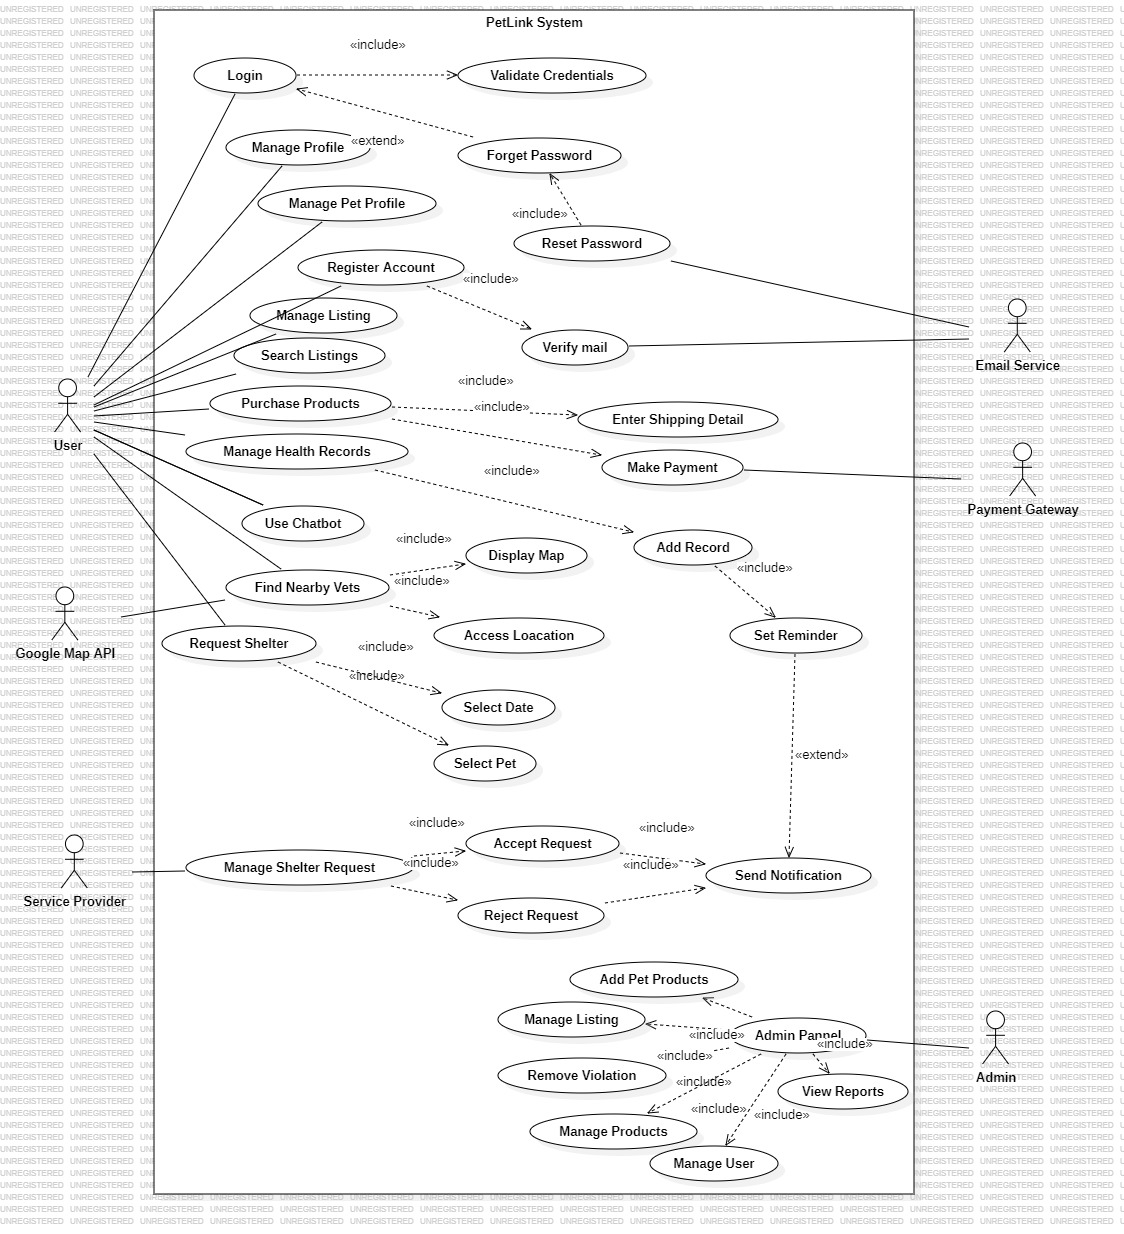 PetLink System
«include»
Login
Validate Credentials
Manage Profile
«extend»
Forget Password
Manage Pet Profile
«include»
Reset Password
Register Account
«include»
Manage Listing
Verify mail
Email Service
Search Listings
«include»
Purchase Products
«include»
Enter Shipping Detail
User
Manage Health Records
«include»
Make Payment
Payment Gateway
Use Chatbot
«include»
Display Map
Add Record
«include»
«include»
Find Nearby Vets
Access Loacation
Set Reminder
Google Map API
Request Shelter
«include»
«include»
Select Date
Select Pet
«extend»
«include»
«include»
Accept Request
Manage Shelter Request
«include»
«include»
Send Notification
Service Provider
Reject Request
Add Pet Products
Manage Listing
«include»
Admin Pannel
«include»
«include»
Remove Violation
«include»
View Reports
Admin
«include»
«include»
Manage Products
Manage User
UNREGISTERED